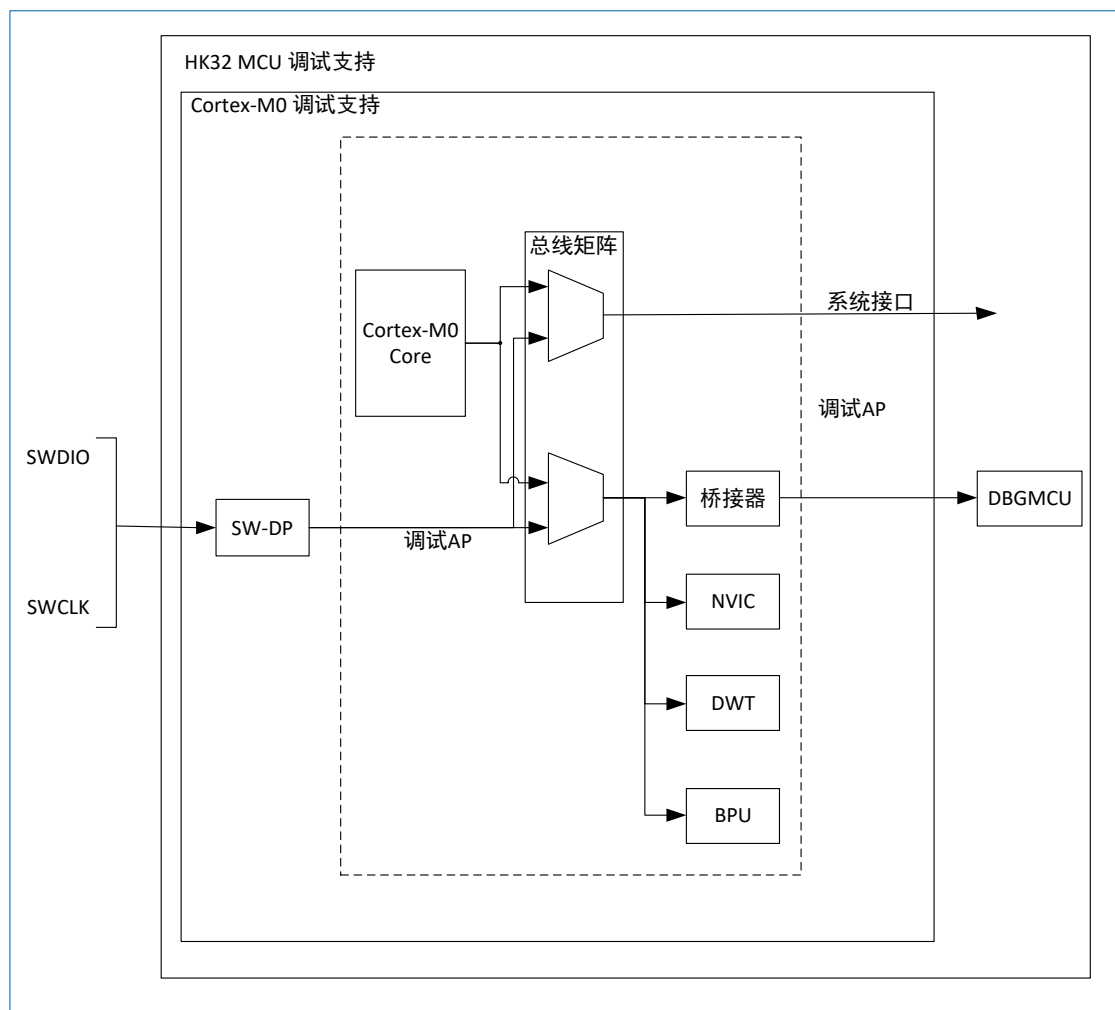 HK32 MCU 调试支持
Cortex-M0 调试支持
总线矩阵
Cortex-M0
Core
系统接口
调试AP
SWDIO
SW-DP
调试AP
桥接器
DBGMCU
SWCLK
NVIC
DWT
BPU